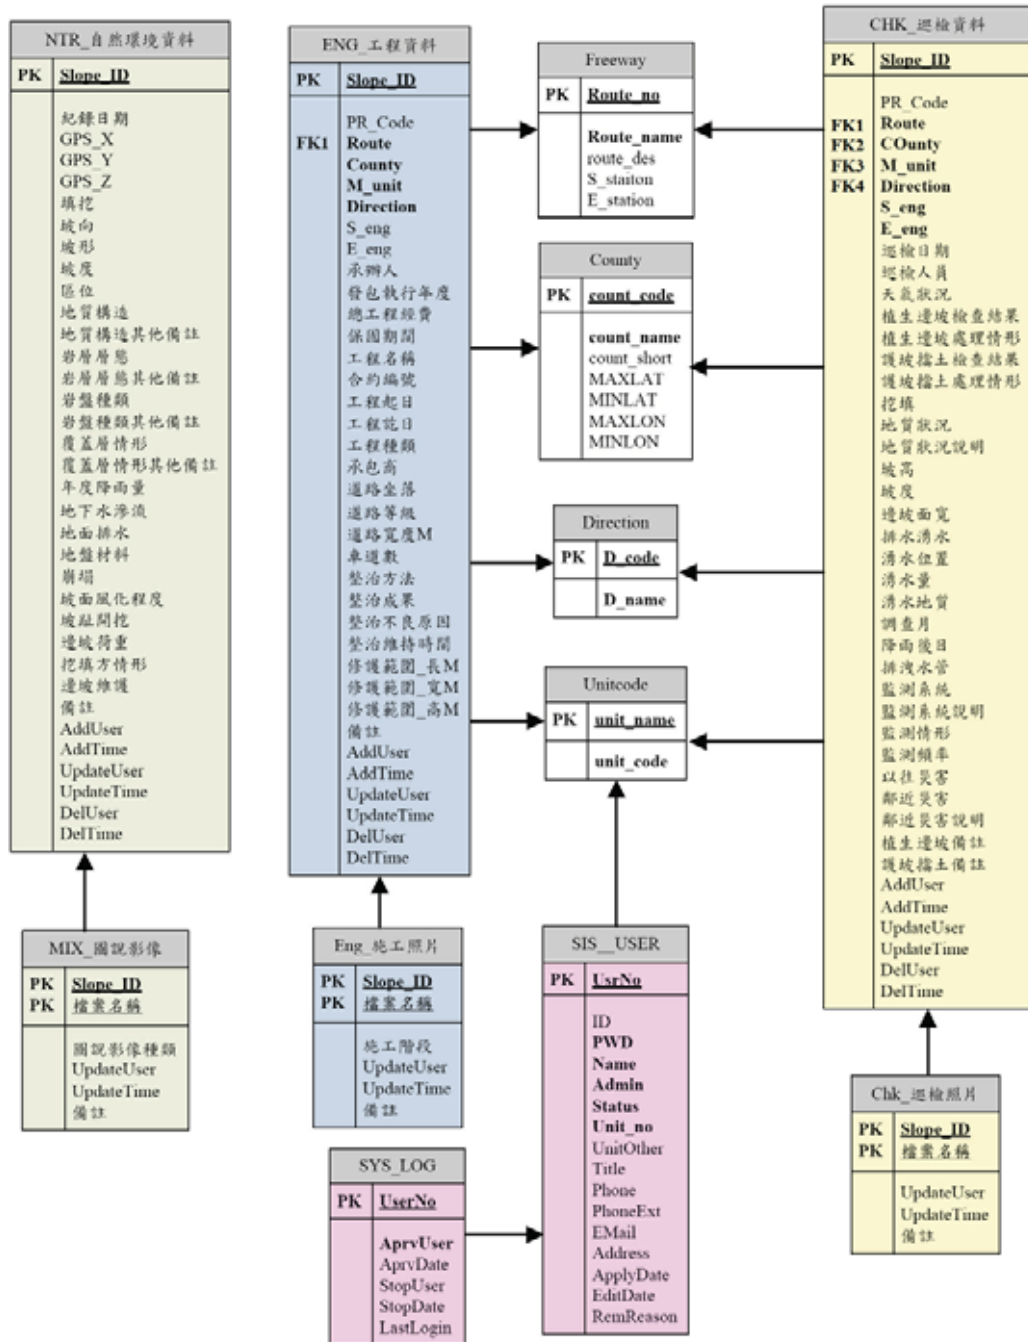 NTR_自然環境資料
PK Slope_ID
紀錄日期
GPS_X
GPS_Y
GPS_Z
填挖
坡向
坡形
坡度
區位
地質構造
地質構造其他備註
岩層層態
岩層層態其他備註
岩盤種類
岩盤種類其他備註
覆蓋層情形
覆蓋層情形其他備註
年度降雨量
地下水滲流
地面排水
地盤材料
崩塌
坡面風化程度
坡趾開挖
邊坡荷重
挖填方情形
邊坡維護
備註
AddUser
AddTime
UpdateUser
UpdateTime
DelUser
DelTime
MIX_圖說影像
PK Slope_ID
PK 檔案名稱
圖說影像種類
UpdateUser
UpdateTime
備註
ENG_工程資料
PK Slope_ID
PR_Code
FK1 Route
County
M_unit
Direction
S_eng
E_eng
承辦人
發包執行年度
總工程經費
保固期間
工程名稱
合約編號
工程起日
工程訖日
工程種類
承包商
道路坐落
道路等級
道路寬度M
車道數
整治方法
整治成果
整治不良原因
整治維持時間
修護範圍_長M
修護範圍_寬M
修護範圍_高M
備註
AddUser
AddTime
UpdateUser
UpdateTime
DelUser
DelTime
Eng_施工照片
PK Slope_ID
PK 檔案名稱
施工階段
UpdateUser
UpdateTime
備註
SYS_LOG
PK UserNo
AprvUser
AprvDate
StopUser
StopDate
LastLogin
Freeway
PK Route_no
Route_name
route_des
S_staiton
E_station
County
PK count_code
count_name
count_short
MAXLAT
MINLAT
MAXLON
MINLON
Direction
PK D_code
D_name
Unitcode
PK unit_name
unit_code
SIS__USER
PK UsrNo
ID
PWD
Name
Admin
Status
Unit_no
UnitOther
Title
Phone
PhoneExt
EMail
Address
ApplyDate
EditDate
RemReason
CHK_巡檢資料
PK Slope_ID
PR_Code
FK1 Route
FK2 COunty
FK3 M_unit
FK4 Direction
S_eng
E_eng
巡檢日期
巡檢人員
天氣狀況
植生邊坡檢查結果
植生邊坡處理情形
護坡擋土檢查結果
護坡擋土處理情形
挖填
地質狀況
地質狀況說明
坡高
坡度
邊坡面寬
排水湧水
湧水位置
湧水量
湧水地質
調查月
降雨後日
排洩水管
監測系統
監測系統說明
監測情形
監測頻率
以往災害
鄰近災害
鄰近災害說明
植生邊坡備註
護坡擋土備註
AddUser
AddTime
UpdateUser
UpdateTime
DelUser
DelTime
Chk_巡檢照片
PK Slope_ID
PK 檔案名稱
UpdateUser
UpdateTime
備註